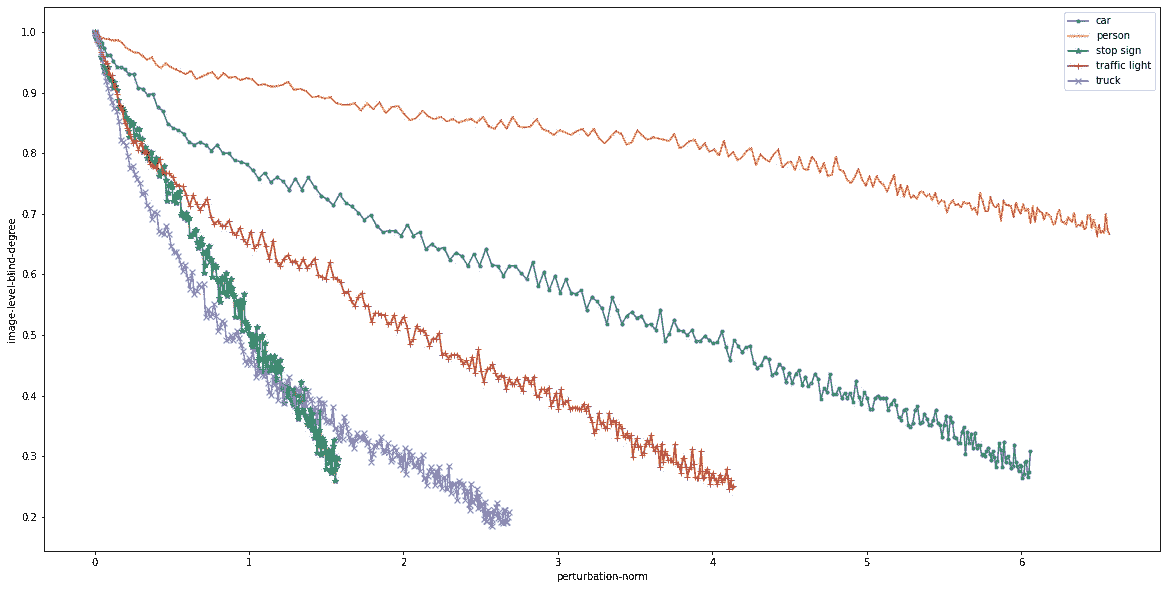 car
person
stop sign
traffic light
truck
1.0
0.9
0.8
0.7
0.6
0.5
0.4
0.3
0.2
image-level-blind-degree
0 1 2 3 4 5 6
perturbation-norm